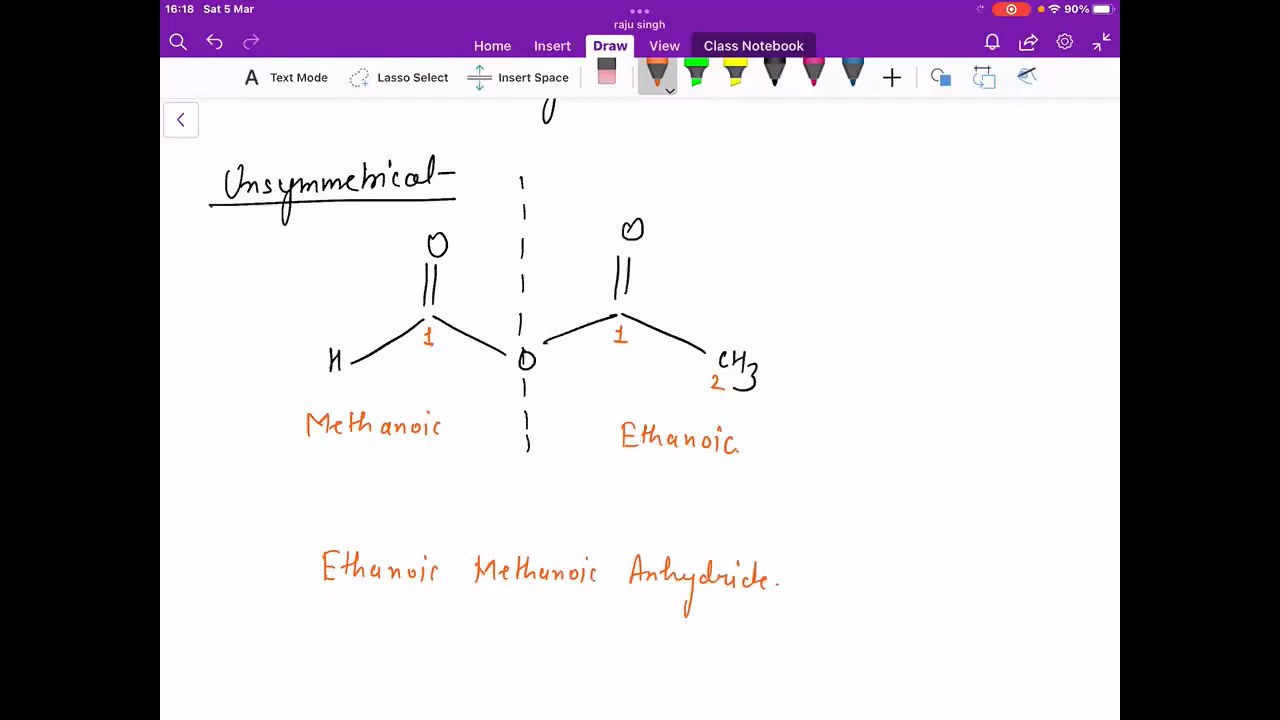 16:18 Sat 5 Mar
90%
raju singh
Home Insert Draw View Class Notebook
A Text Mode Lasso Select Insert Space
Unsymmetrical-
O O
1 1
H O CH3
2
Methanoic Ethanoic.
Ethanoic Methanoic Anhydride.